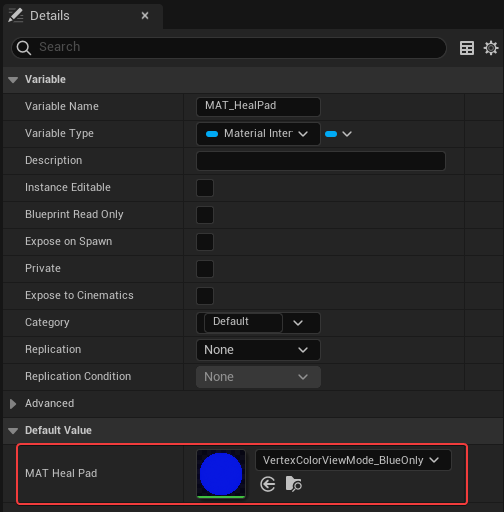 Details
Search
Variable
Variable Name MAT_HealPad
Variable Type Material Inter
Description
Instance Editable
Blueprint Read Only
Expose on Spawn
Private
Expose to Cinematics
Category Default
Replication None
Replication Condition None
Advanced
Default Value
VertexColorViewMode_BlueOnly
MAT Heal Pad